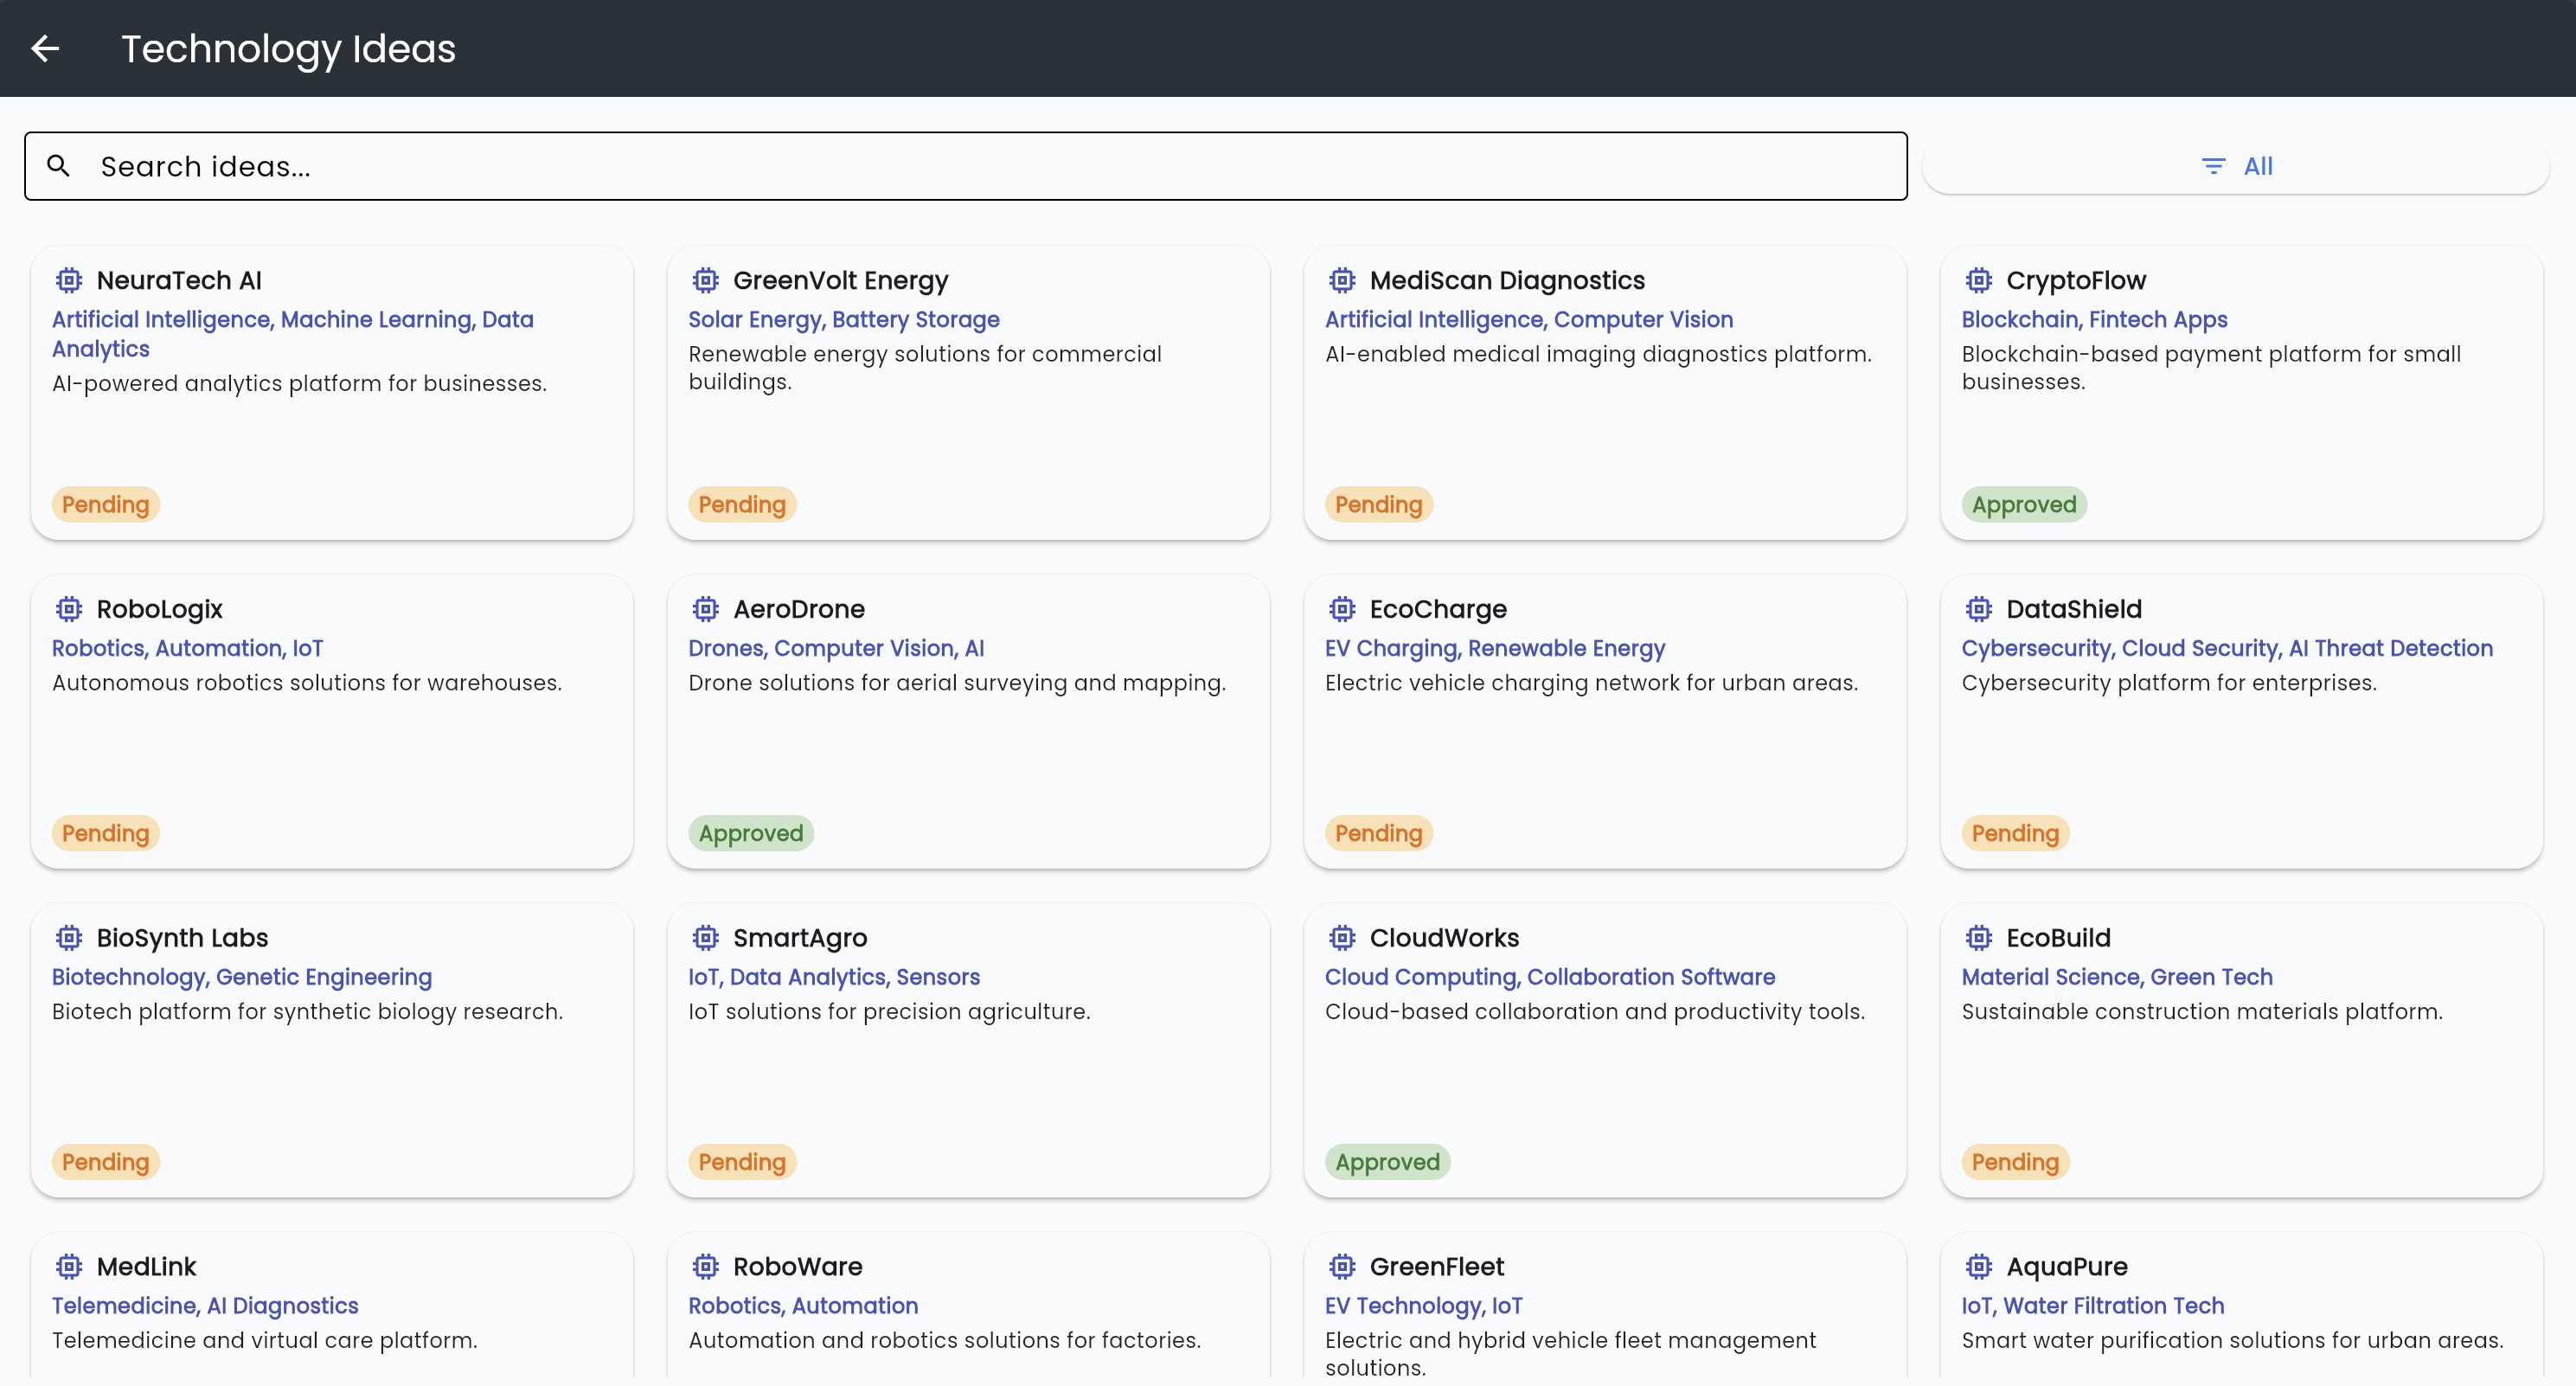 Technology Ideas
Search ideas...
All
NeuraTech AI
Artificial Intelligence, Machine Learning, Data
Analytics
AI-powered analytics platform for businesses.
Pending
GreenVolt Energy
Solar Energy, Battery Storage
Renewable energy solutions for commercial
buildings.
Pending
MediScan Diagnostics
Artificial Intelligence, Computer Vision
AI-enabled medical imaging diagnostics platform.
Pending
CryptoFlow
Blockchain, Fintech Apps
Blockchain-based payment platform for small
businesses.
Approved
RoboLogix
Robotics, Automation, IoT
Autonomous robotics solutions for warehouses.
Pending
AeroDrone
Drones, Computer Vision, AI
Drone solutions for aerial surveying and mapping.
Approved
EcoCharge
EV Charging, Renewable Energy
Electric vehicle charging network for urban areas.
Pending
DataShield
Cybersecurity, Cloud Security, AI Threat Detection
Cybersecurity platform for enterprises.
Pending
BioSynth Labs
Biotechnology, Genetic Engineering
Biotech platform for synthetic biology research.
Pending
SmartAgro
IoT, Data Analytics, Sensors
IoT solutions for precision agriculture.
Pending
CloudWorks
Cloud Computing, Collaboration Software
Cloud-based collaboration and productivity tools.
Approved
EcoBuild
Material Science, Green Tech
Sustainable construction materials platform.
Pending
MedLink
Telemedicine, AI Diagnostics
Telemedicine and virtual care platform.
RoboWare
Robotics, Automation
Automation and robotics solutions for factories.
GreenFleet
EV Technology, IoT
Electric and hybrid vehicle fleet management
solutions.
AquaPure
IoT, Water Filtration Tech
Smart water purification solutions for urban areas.